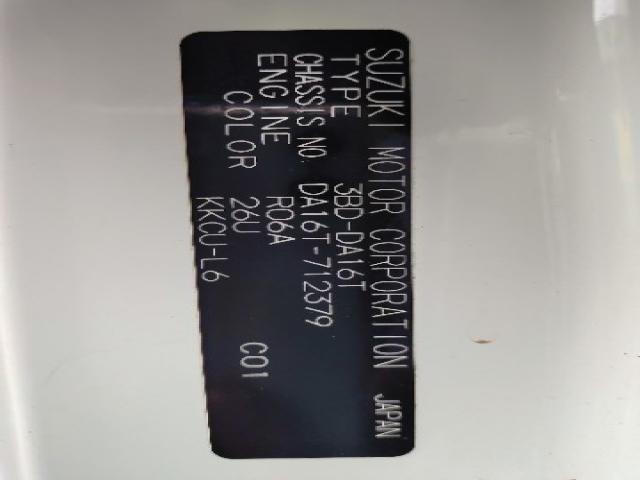 SUZUKI MOTOR CORPORATION JAPAN
TYPE 3BD-DA16T
CHASSIS NO. DA16T-712379
ENGINE R06A
COLOR 26U C01
KKCU-L6